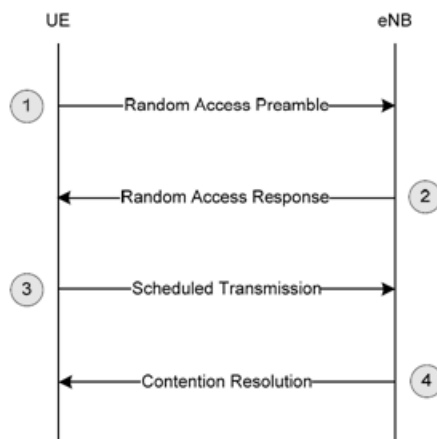 UE
eNB
1
Random Access Preamble
Random Access Response
2
3
Scheduled Transmission
Contention Resolution
4